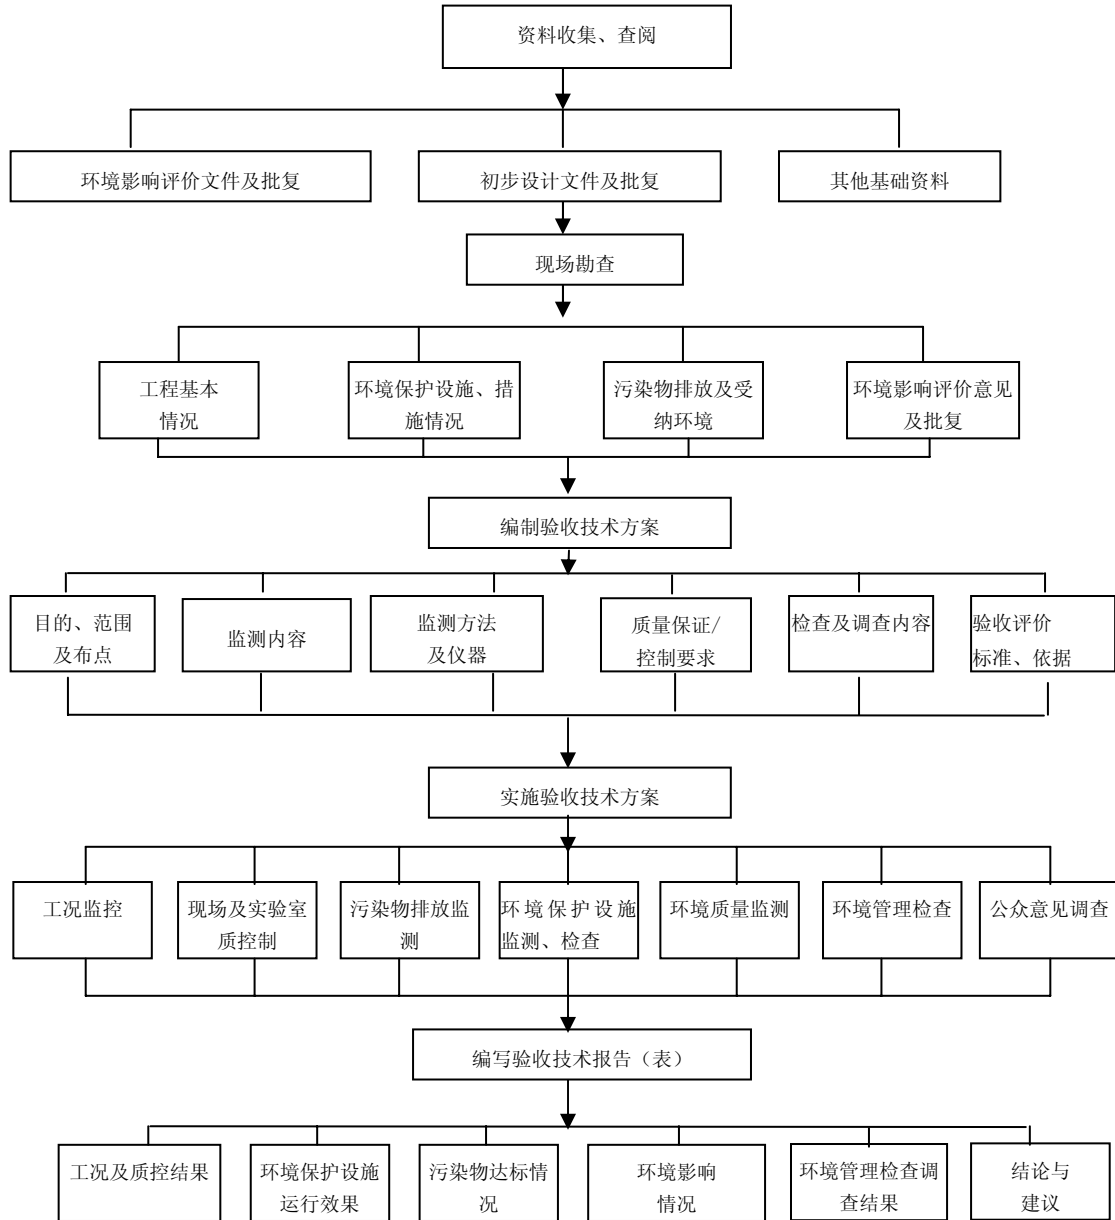 资料收集、查阅
环境影响评价文件及批复
初步设计文件及批复
其他基础资料
现场勘查
工程基本
情况
环境保护设施、措
施情况
污染物排放及受
纳环境
环境影响评价意见
及批复
编制验收技术方案
目的、范围
及布点
监测内容
监测方法
及仪器
质量保证/
控制要求
检查及调查内容
验收评价
标准、依据
实施验收技术方案
工况监控
现场及实验室
质控制
污染物排放监
测
环境保护设施
监测、检查
环境质量监测
环境管理检查
公众意见调查
编写验收技术报告（表）
工况及质控结果
环境保护设施
运行效果
污染物达标情
况
环境影响
情况
环境管理检查调
查结果
结论与
建议